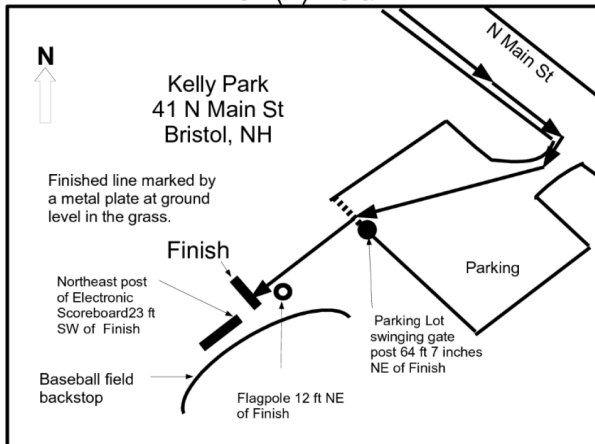 N Main St
N
Kelly Park
41 N Main St
Bristol, NH
Finished line marked by
a metal plate at ground
level in the grass.
Finish
Northeast post
of Electronic
Scoreboard23 ft
SW of Finish
Parking
Parking Lot
swinging gate
post 64 ft 7 inches
NE of Finish
Baseball field
backstop
Flagpole 12 ft NE
of Finish